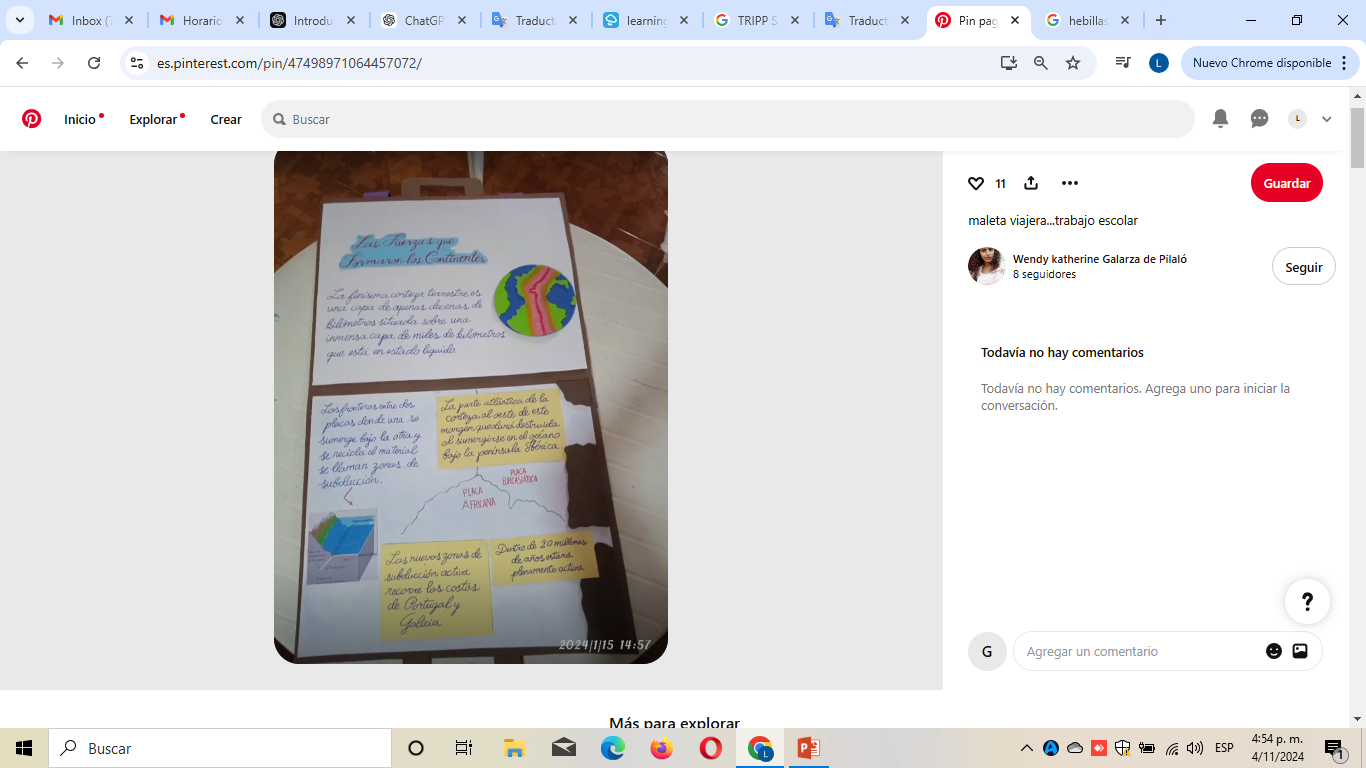 Inbox (7
Horario
Introdu
ChatGP
Traduct
learning
TRIPP S
Traduct
Pin pag
hebillas
es.pinterest.com/pin/47498971064457072/
L
Nuevo Chrome disponible
Inicio
Explorar
Crear
Buscar
L
Las Fuerzas que
Formaron los Continentes
La finísima corteza terrestre es
una capa de apenas decenas de
kilómetros situada sobre una
inmensa capa de miles de kilómetros
que está en estado líquido.
Las fronteras entre dos
placas donde una se
sumerge bajo la otra y
se recicla el material
se llaman zonas de
subducción.
La parte atlántica de la
corteza, al oeste de este
margen, quedará destruida
al sumergirse en el océano
bajo la península Ibérica.
PLACA
EUROASIÁTICA
PLACA
AFRICANA
Las nuevas zonas de
subducción activa
recorre las costas
de Portugal y
Galicia
Dentro de 20 millones
de años estará
plenamente activa.
2024/1/15 14:57
11
Guardar
maleta viajera...trabajo escolar
Wendy katherine Galarza de Pilaló
8 seguidores
Seguir
Todavía no hay comentarios
Todavía no hay comentarios. Agrega uno para iniciar la
conversación.
?
G
Agregar un comentario
Más para explorar
Buscar
L
ESP
4:54 p. m.
4/11/2024
1